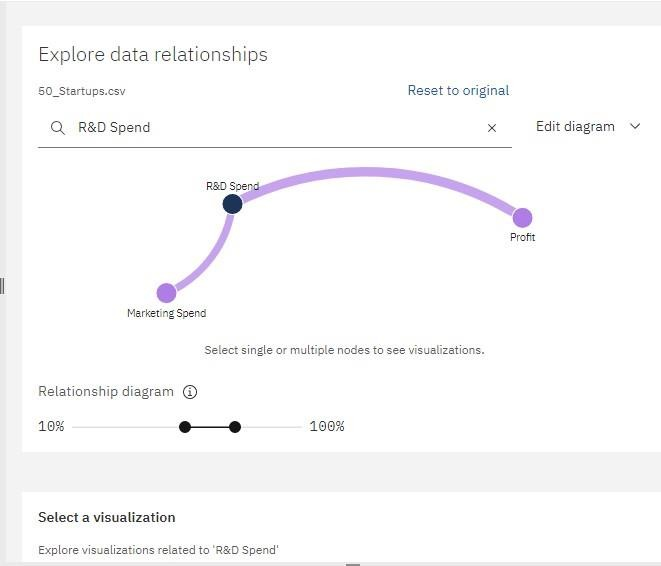 Explore data relationships
50_Startups.csv
Reset to original
R&D Spend
Edit diagram
R&D Spend
Profit
Marketing Spend
Select single or multiple nodes to see visualizations.
Relationship diagram
10%
100%
Select a visualization
Explore visualizations related to 'R&D Spend'